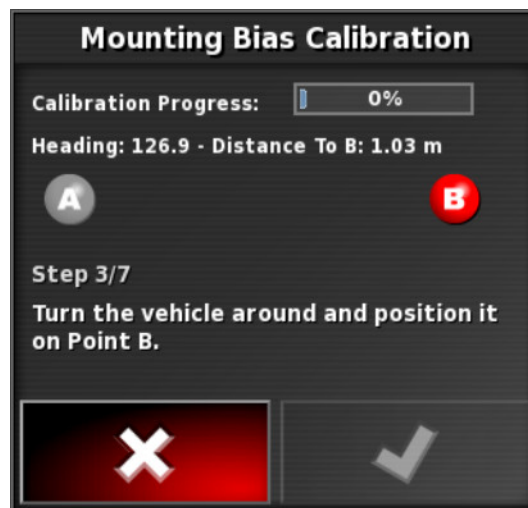 Mounting Bias Calibration
Calibration Progress: 0%
Heading: 126.9 - Distance To B: 1.03 m
A B
Step 3/7
Turn the vehicle around and position it
on Point B.